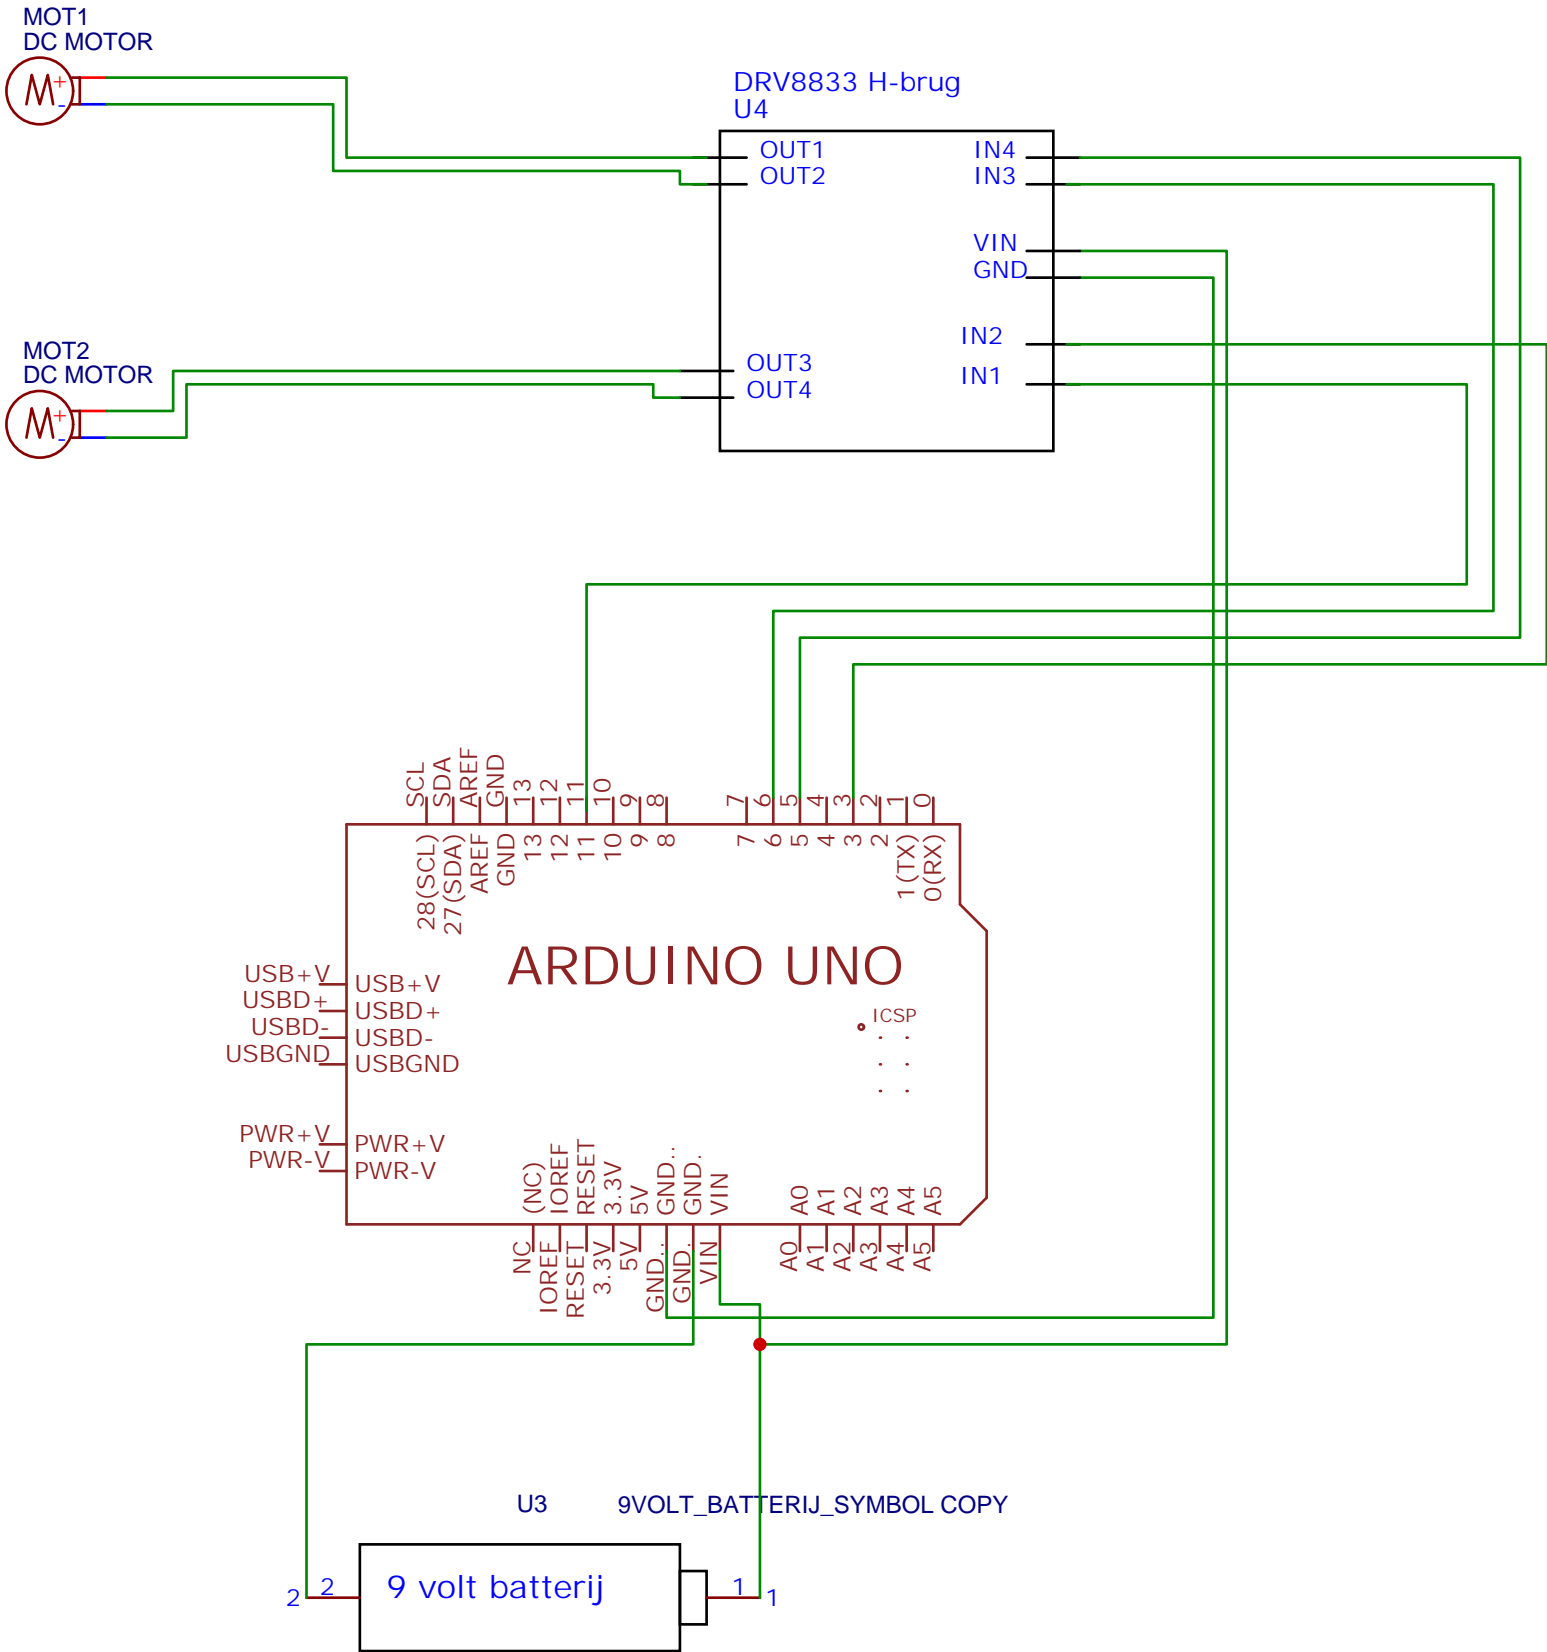 MOT1
DC MOTOR
M
+
-
DRV8833 H-brug
U4
OUT1
OUT2
IN4
IN3
VIN
GND
IN2
IN1
OUT3
OUT4
MOT2
DC MOTOR
M
+
-
SCL
SDA
AREF
GND
13
12
11
10
9
8
7
6
5
4
3
2
1
0
28(SCL)
27(SDA)
AREF
GND
13
12
11
10
9
8
7
6
5
4
3
2
1(TX)
0(RX)
ARDUINO UNO
ICSP
USB+V
USB+V
USBD+
USBD+
USBD-
USBD-
USBGND
USBGND
PWR+V
PWR+V
PWR-V
PWR-V
(NC)
IOREF
RESET
3.3V
5V
GND..
GND.
VIN
A0
A1
A2
A3
A4
A5
NC
IOREF
RESET
3.3V
5V
GND..
GND.
VIN
A0
A1
A2
A3
A4
A5
U3
9VOLT_BATTERIJ_SYMBOL COPY
9 volt batterij
2
2
1
1